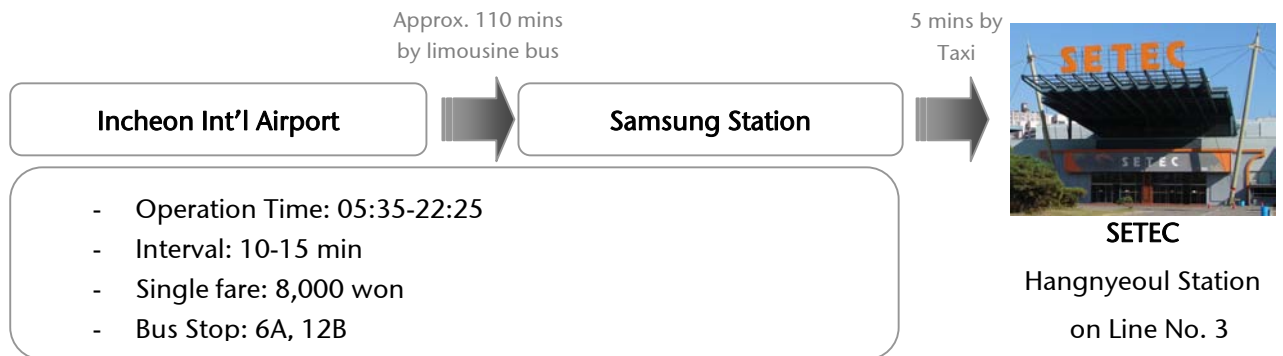 Approx. 110 mins
by limousine bus
5 mins by
Taxi
Incheon Int'l Airport
Samsung Station
SETEC
SETEC
- Operation Time: 05:35-22:25
- Interval: 10-15 min
- Single fare: 8,000 won
- Bus Stop: 6A, 12B
SETEC
Hangnyeoul Station
on Line No. 3